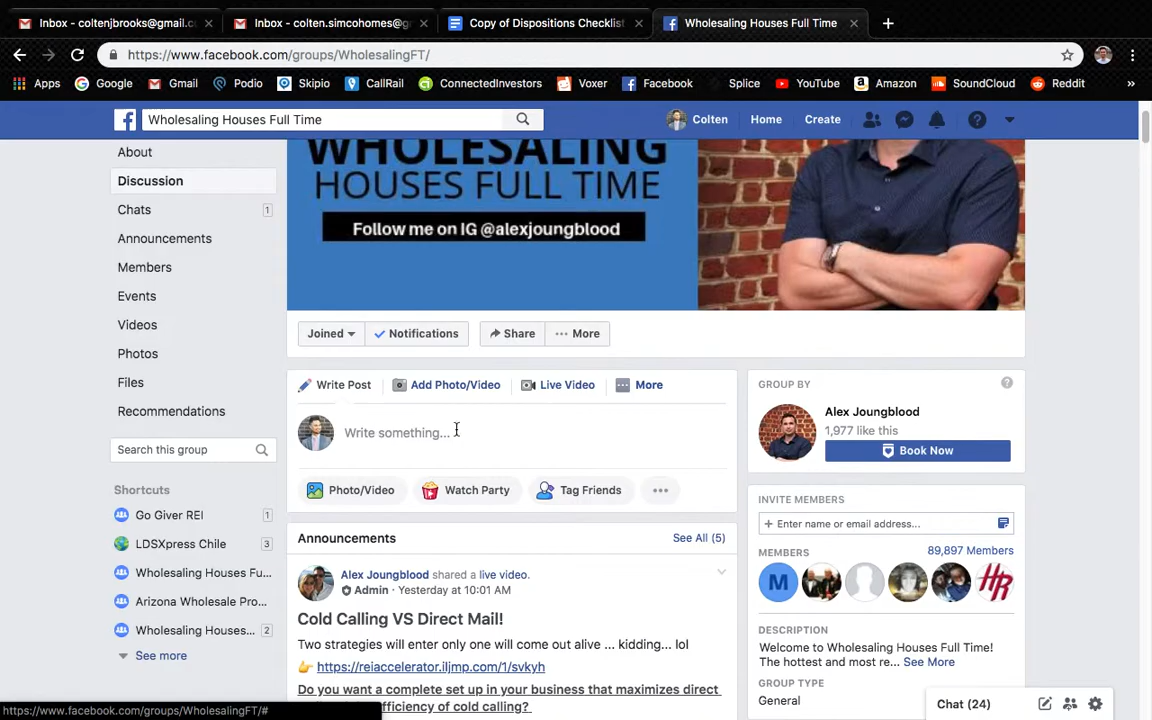 Inbox - coltenjbrooks@gmail.c
Inbox - colten.simcohomes@g
Copy of Dispositions Checklist
Wholesaling Houses Full Time
https://www.facebook.com/groups/WholesalingFT/
Apps Google Gmail Podio Skipio CallRail ConnectedInvestors Voxer Facebook Splice YouTube Amazon SoundCloud Reddit »
Wholesaling Houses Full Time
Colten Home Create
About
Discussion
Chats 1
Announcements
Members
Events
Videos
Photos
Files
Recommendations
Search this group
Shortcuts
Go Giver REI 1
LDSXpress Chile 3
Wholesaling Houses Fu...
Arizona Wholesale Pro...
Wholesaling Houses... 2
See more
WHOLESALING
HOUSES FULL TIME
Follow me on IG @alexjoungblood
Joined Notifications Share More
Write Post Add Photo/Video Live Video More
Write something...
Photo/Video Watch Party Tag Friends
Announcements See All (5)
Alex Joungblood shared a live video.
Admin · Yesterday at 10:01 AM
Cold Calling VS Direct Mail!
Two strategies will enter only one will come out alive ... kidding... lol
👉 https://reiaccelerator.iljmp.com/1/svkyh
Do you want a complete set up in your business that maximizes direct
efficiency of cold calling?
GROUP BY
Alex Joungblood
1,977 like this
Book Now
INVITE MEMBERS
+ Enter name or email address...
MEMBERS 89,897 Members
M
HR
DESCRIPTION
Welcome to Wholesaling Houses Full Time!
The hottest and most re... See More
GROUP TYPE
General
Chat (24)
https://www.facebook.com/groups/WholesalingFT/#